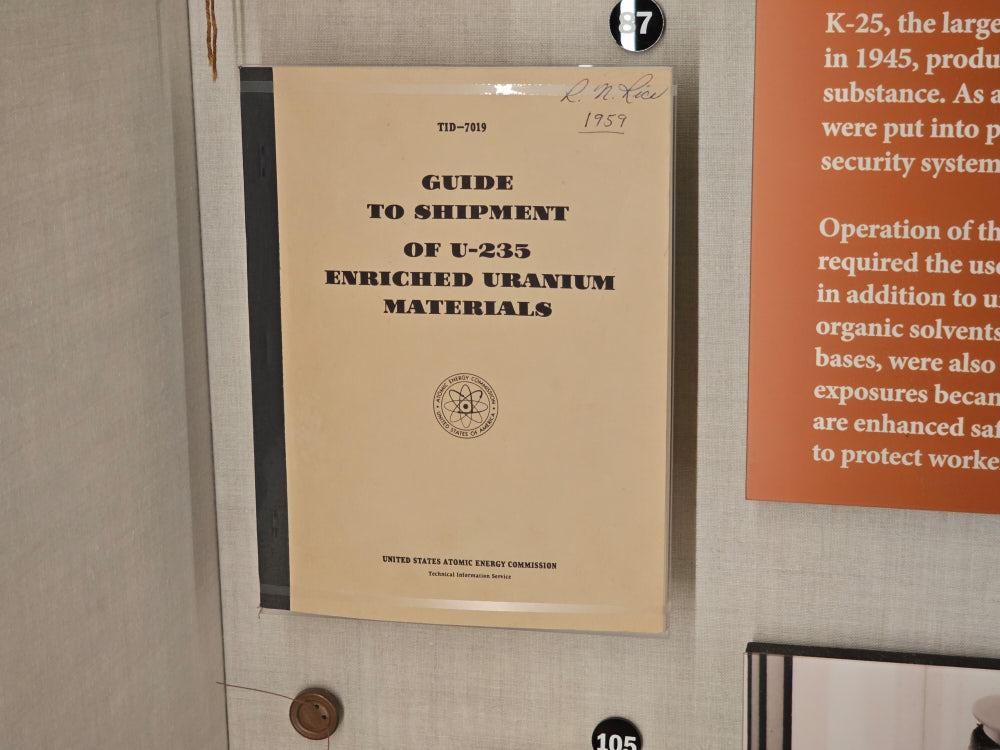 87
R. N. Rice
1959
TID—7019
GUIDE
TO SHIPMENT
OF U-235
ENRICHED URANIUM
MATERIALS
ATOMIC ENERGY COMMISSION
UNITED STATES OF AMERICA
UNITED STATES ATOMIC ENERGY COMMISSION
Technical Information Service
K-25, the large
in 1945, produ
substance. As a
were put into p
security system
Operation of th
required the use
in addition to u
organic solvents
bases, were also
exposures becam
are enhanced saf
to protect worke
105